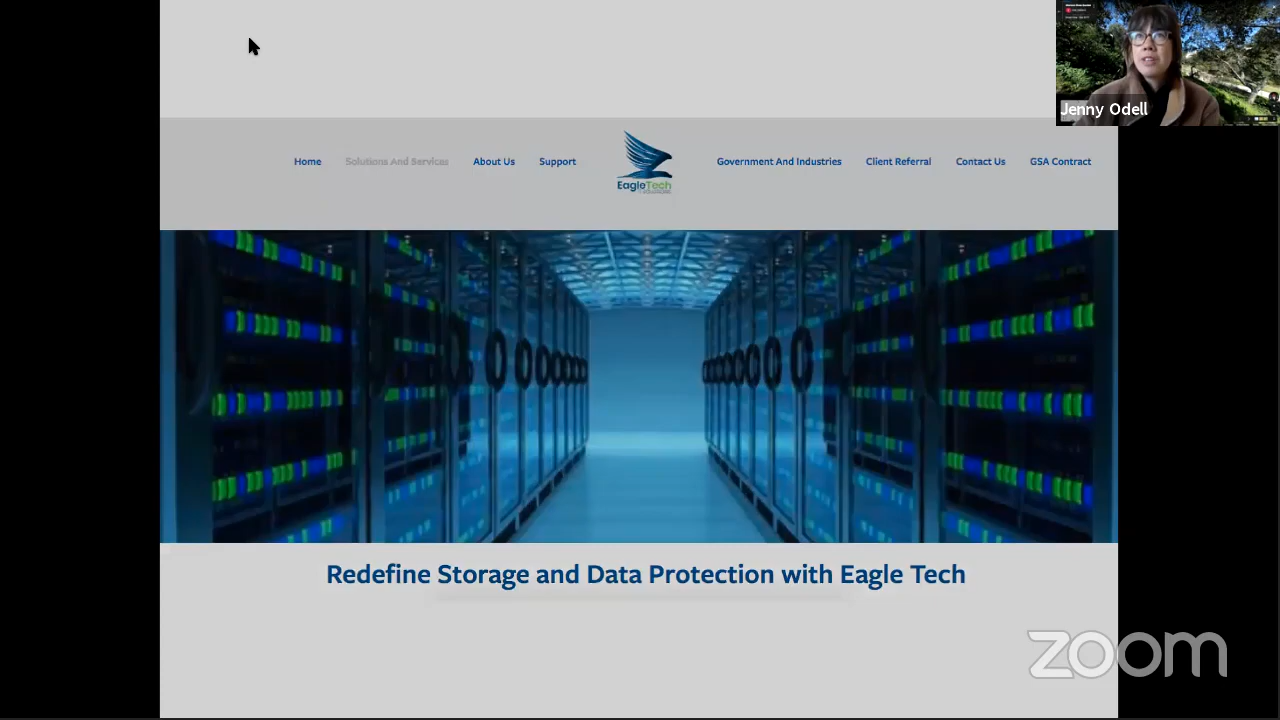 Jenny Odell
Home Solutions And Services About Us Support Government And Industries Client Referral Contact Us GSA Contract
EagleTech
Redefine Storage and Data Protection with Eagle Tech
zoom